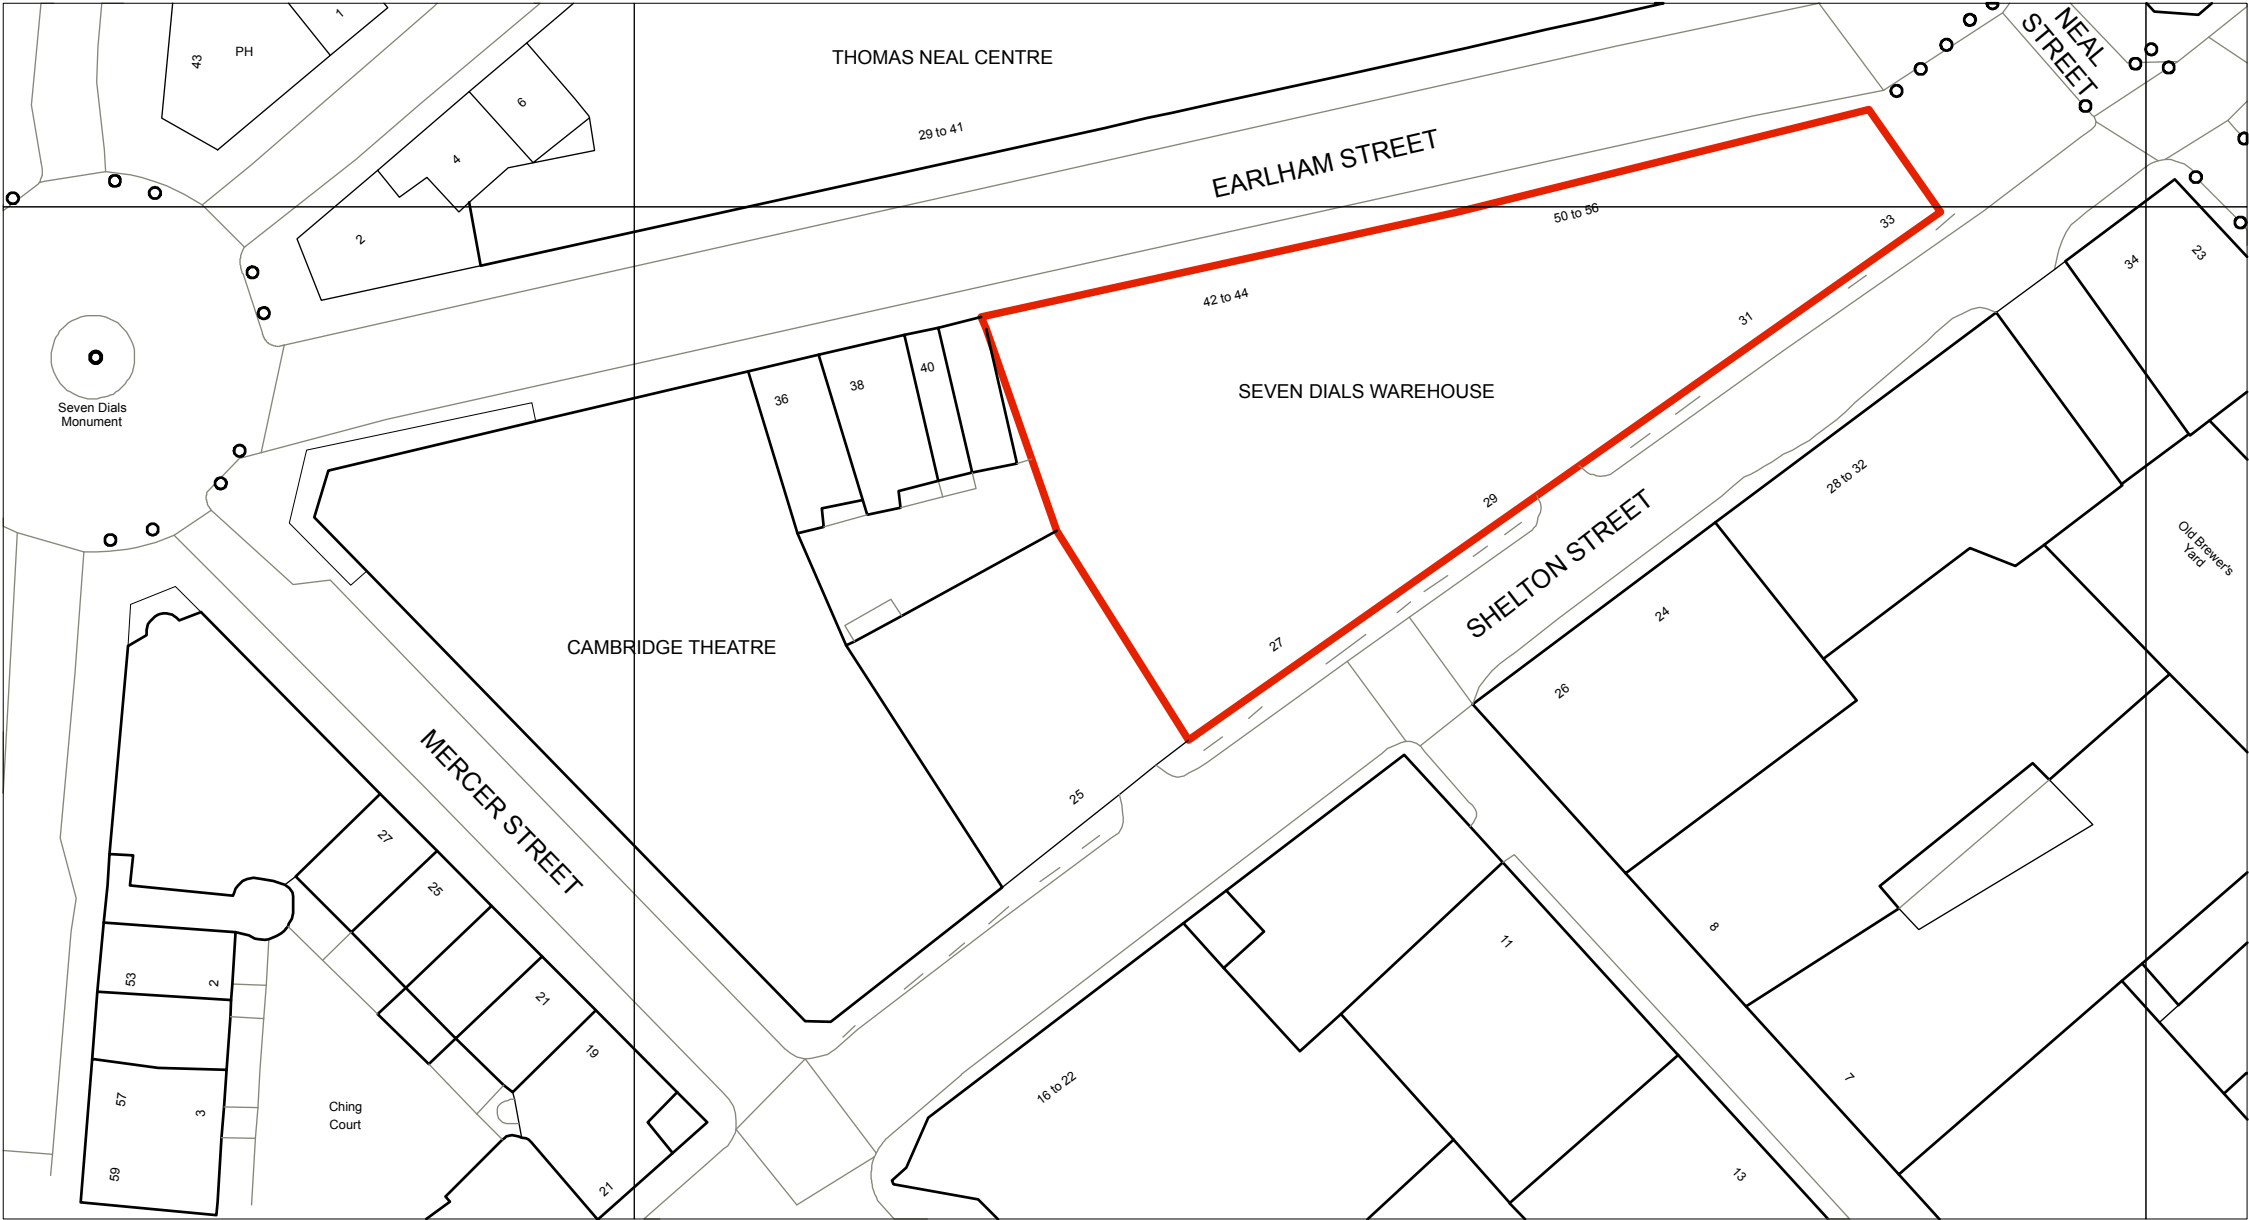 1
43
PH
THOMAS NEAL CENTRE
NEAL
STREET
6
4
29 to 41
EARLHAM STREET
2
50 to 56
33
34
23
42 to 44
31
36
38
40
SEVEN DIALS WAREHOUSE
Seven Dials
Monument
29
SHELTON STREET
28 to 32
Old Brewer's
Yard
CAMBRIDGE THEATRE
27
24
26
MERCER STREET
25
27
25
8
11
53
2
21
19
7
57
3
Ching
Court
16 to 22
59
21
13